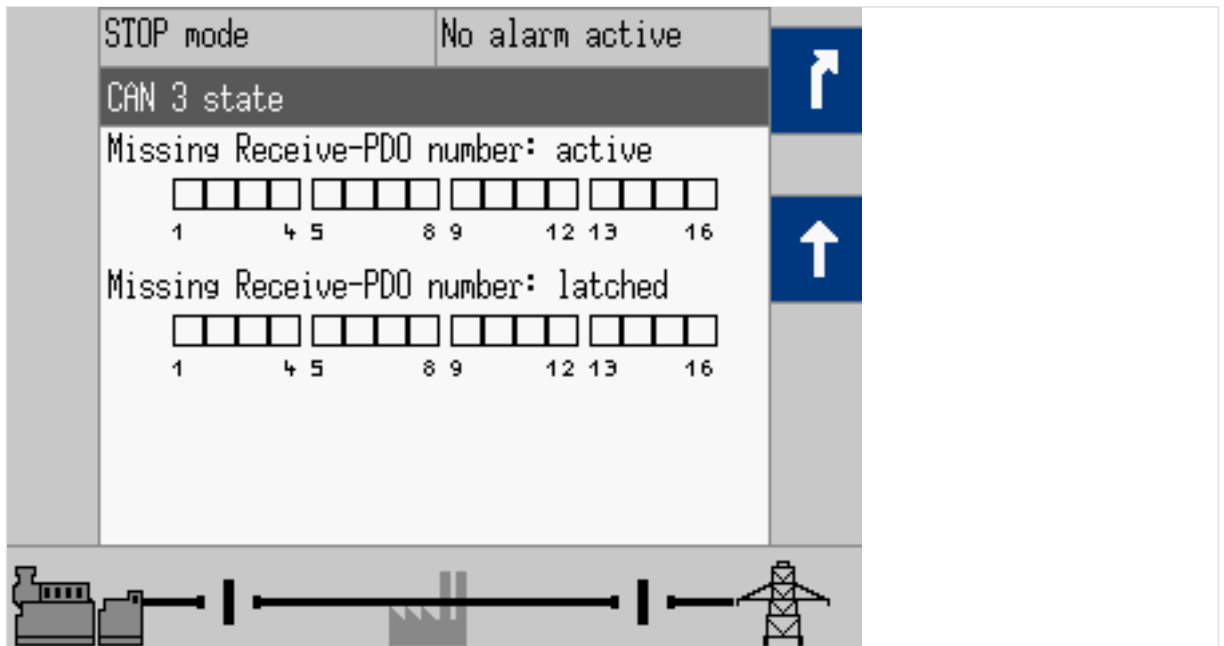 STOP mode No alarm active
CAN 3 state
Missing Receive-PDO number: active
1 4 5 8 9 12 13 16
Missing Receive-PDO number: latched
1 4 5 8 9 12 13 16